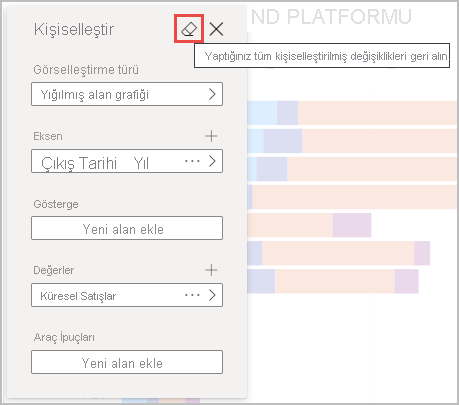 Kişiselleştir
ND PLATFORMU
Yaptığınız tüm kişiselleştirilmiş değişiklikleri geri alın
Görselleştirme türü
Yığılmış alan grafiği
Eksen
Çıkış Tarihi Yıl
Gösterge
Yeni alan ekle
Değerler
Küresel Satışlar
Araç İpuçları
Yeni alan ekle